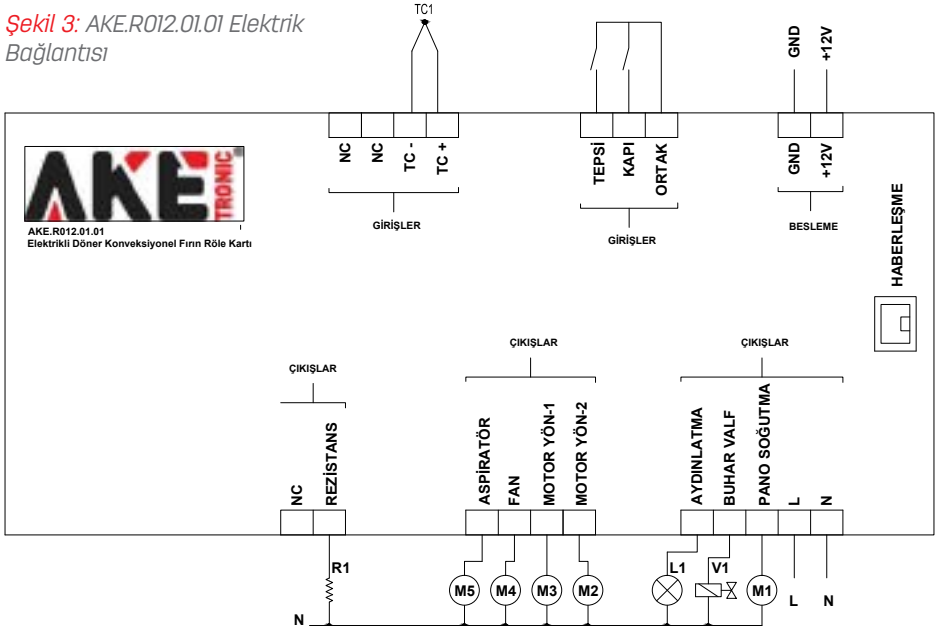 Şekil 3: AKE.R012.01.01 Elektrik
Bağlantısı
TC1
GND
+12V
NC
NC
TC -
TC +
TEPSİ
KAPI
ORTAK
GND
+12V
GİRİŞLER
GİRİŞLER
BESLEME
AKE TRONIC
AKE.R012.01.01
Elektrikli Döner Konveksiyonel Fırın Röle Kartı
HABERLEŞME
ÇIKIŞLAR
ÇIKIŞLAR
ÇIKIŞLAR
NC
REZİSTANS
ASPİRATÖR
FAN
MOTOR YÖN-1
MOTOR YÖN-2
AYDINLATMA
BUHAR VALF
PANO SOĞUTMA
L
N
R1
M5
M4
M3
M2
L1
V1
M1
L
N
N